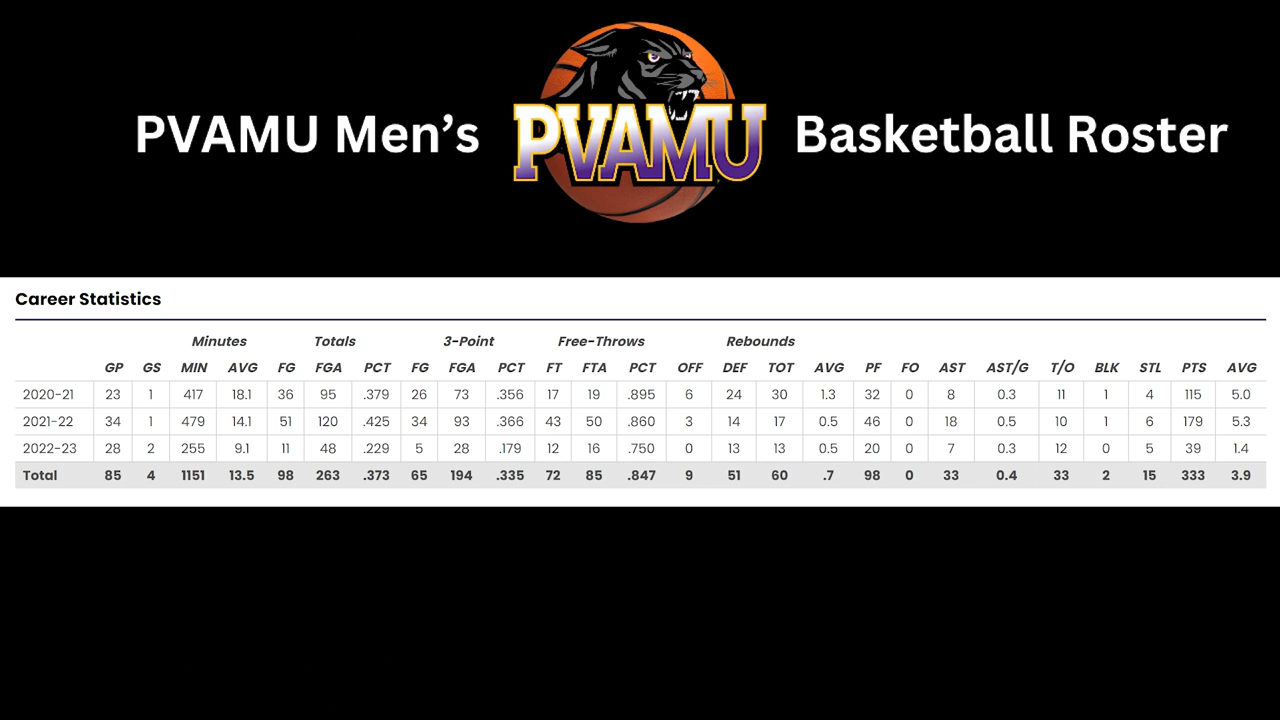 PVAMU Men's PVAMU Basketball Roster
Career Statistics
Minutes Totals 3-Point Free-Throws Rebounds
GP GS MIN AVG FG FGA PCT FG FGA PCT FT FTA PCT OFF DEF TOT AVG PF FO AST AST/G T/O BLK STL PTS AVG
2020-21 23 1 417 18.1 36 95 .379 26 73 .356 17 19 .895 6 24 30 1.3 32 0 8 0.3 11 1 4 115 5.0
2021-22 34 1 479 14.1 51 120 .425 34 93 .366 43 50 .860 3 14 17 0.5 46 0 18 0.5 10 1 6 179 5.3
2022-23 28 2 255 9.1 11 48 .229 5 28 .179 12 16 .750 0 13 13 0.5 20 0 7 0.3 12 0 5 39 1.4
Total 85 4 1151 13.5 98 263 .373 65 194 .335 72 85 .847 9 51 60 .7 98 0 33 0.4 33 2 15 333 3.9